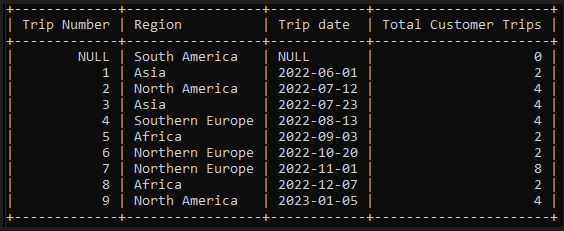 +-------------+-----------------+------------+----------------------+
| Trip Number | Region          | Trip date  | Total Customer Trips |
+-------------+-----------------+------------+----------------------+
|        NULL | South America   | NULL       |                    0 |
|           1 | Asia            | 2022-06-01 |                    2 |
|           2 | North America   | 2022-07-12 |                    4 |
|           3 | Asia            | 2022-07-23 |                    4 |
|           4 | Southern Europe | 2022-08-13 |                    4 |
|           5 | Africa          | 2022-09-03 |                    2 |
|           6 | Northern Europe | 2022-10-20 |                    2 |
|           7 | Northern Europe | 2022-11-01 |                    8 |
|           8 | Africa          | 2022-12-07 |                    2 |
|           9 | North America   | 2023-01-05 |                    4 |
+-------------+-----------------+------------+----------------------+